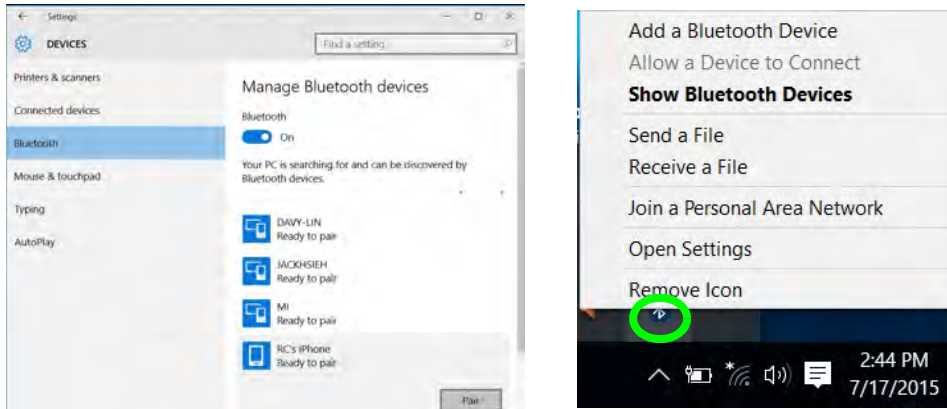 Settings
DEVICES
Find a setting
Printers & scanners
Connected devices
Bluetooth
Mouse & touchpad
Typing
AutoPlay
Manage Bluetooth devices
Bluetooth
On
Your PC is searching for and can be discovered by
Bluetooth devices.
DAVY-LIN
Ready to pair
JACKHSIEH
Ready to pair
MI
Ready to pair
RC's iPhone
Ready to pair
Pair
Add a Bluetooth Device
Allow a Device to Connect
Show Bluetooth Devices
Send a File
Receive a File
Join a Personal Area Network
Open Settings
Remove Icon
2:44 PM
7/17/2015